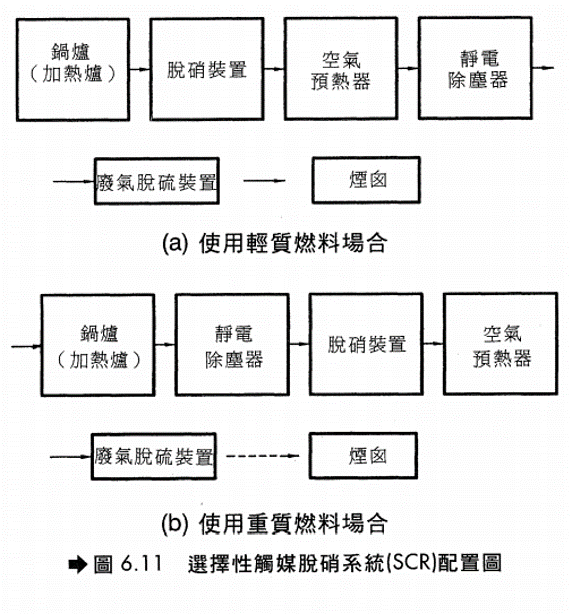 鍋爐
(加熱爐)
脫硝裝置
空氣
預熱器
靜電
除塵器
廢氣脫硫裝置
煙囪
(a) 使用輕質燃料場合
鍋爐
(加熱爐)
靜電
除塵器
脫硝裝置
空氣
預熱器
廢氣脫硫裝置
煙囪
(b) 使用重質燃料場合
➡圖 6.11 選擇性觸媒脫硝系統(SCR)配置圖